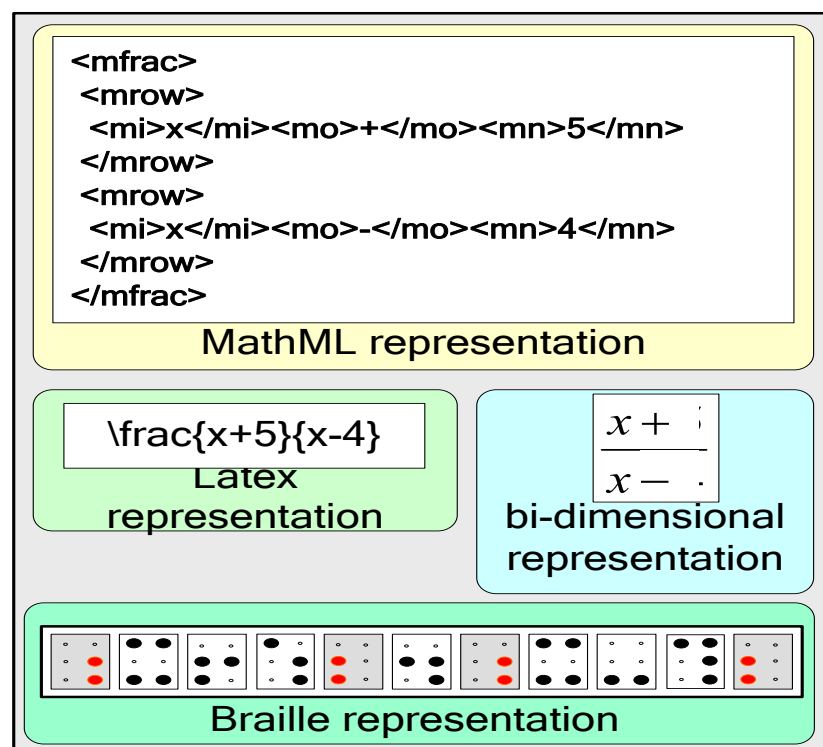 <mfrac>
<mrow>
<mi>x</mi><mo>+</mo><mn>5</mn>
</mrow>
<mrow>
<mi>x</mi><mo>-</mo><mn>4</mn>
</mrow>
</mfrac>
MathML representation
\frac{x+5}{x-4}
Latex
representation
x +
x −
bi-dimensional
representation
Braille representation